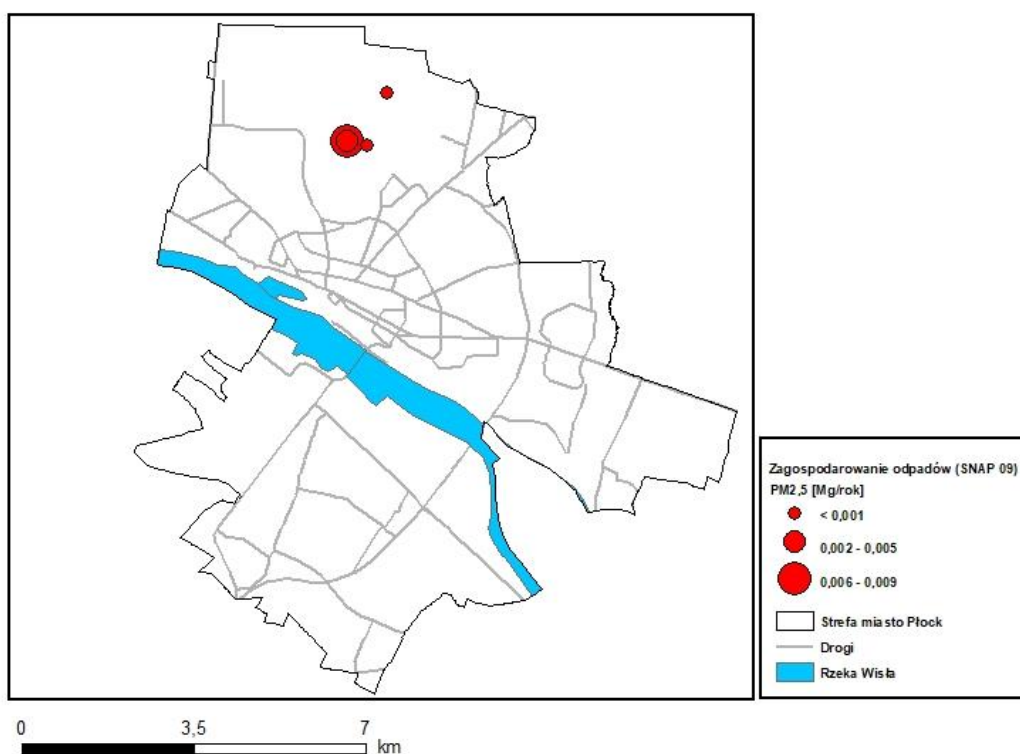 Zagospodarowanie odpadów (SNAP 09)
PM2,5 [Mg/rok]
< 0,001
0,002 - 0,005
0,006 - 0,009
Strefa miasto Płock
Drogi
Rzeka Wisła
0 3,5 7
km